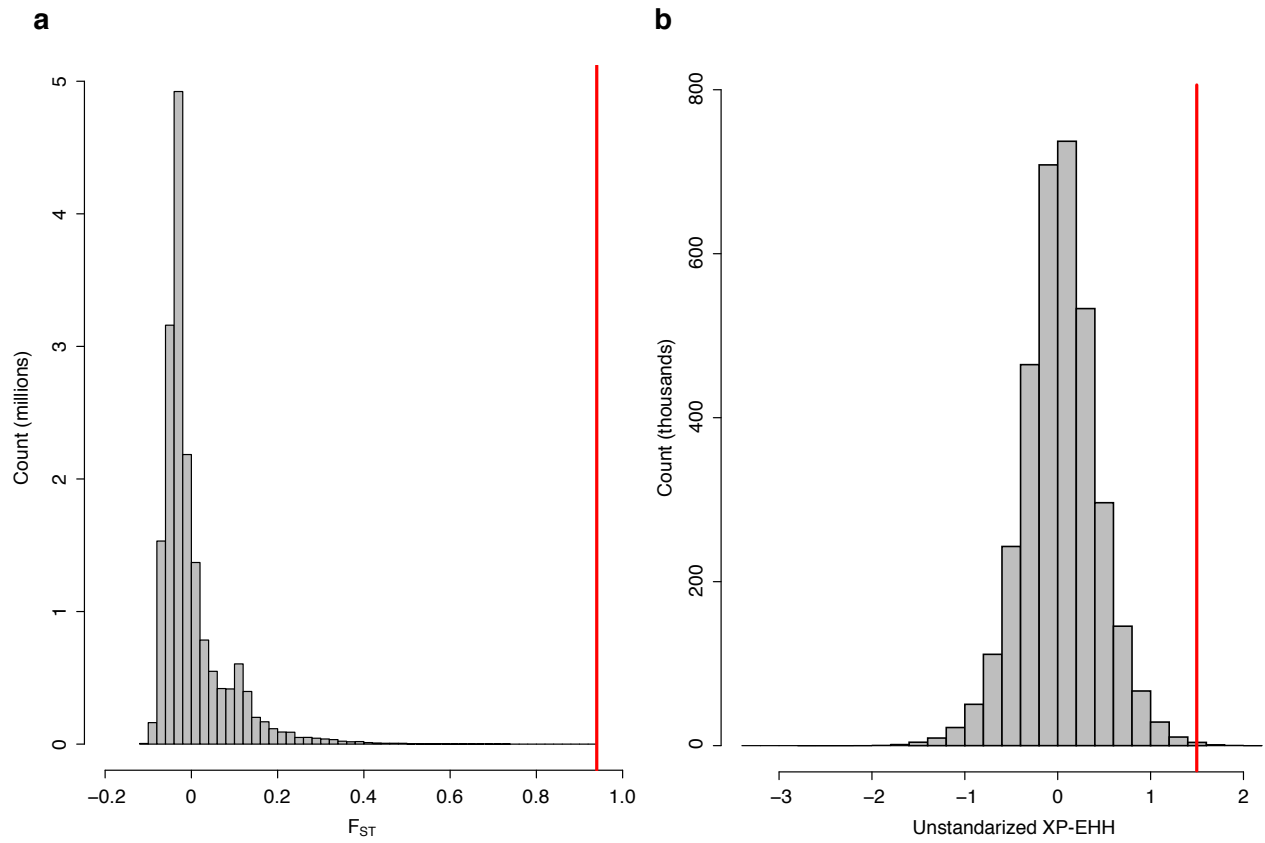 a
5
4
3
2
1
0
Count (millions)
−0.2 0 0.2 0.4 0.6 0.8 1.0
FST
b
800
600
400
200
0
Count (thousands)
−3 −2 −1 0 1 2
Unstandarized XP-EHH